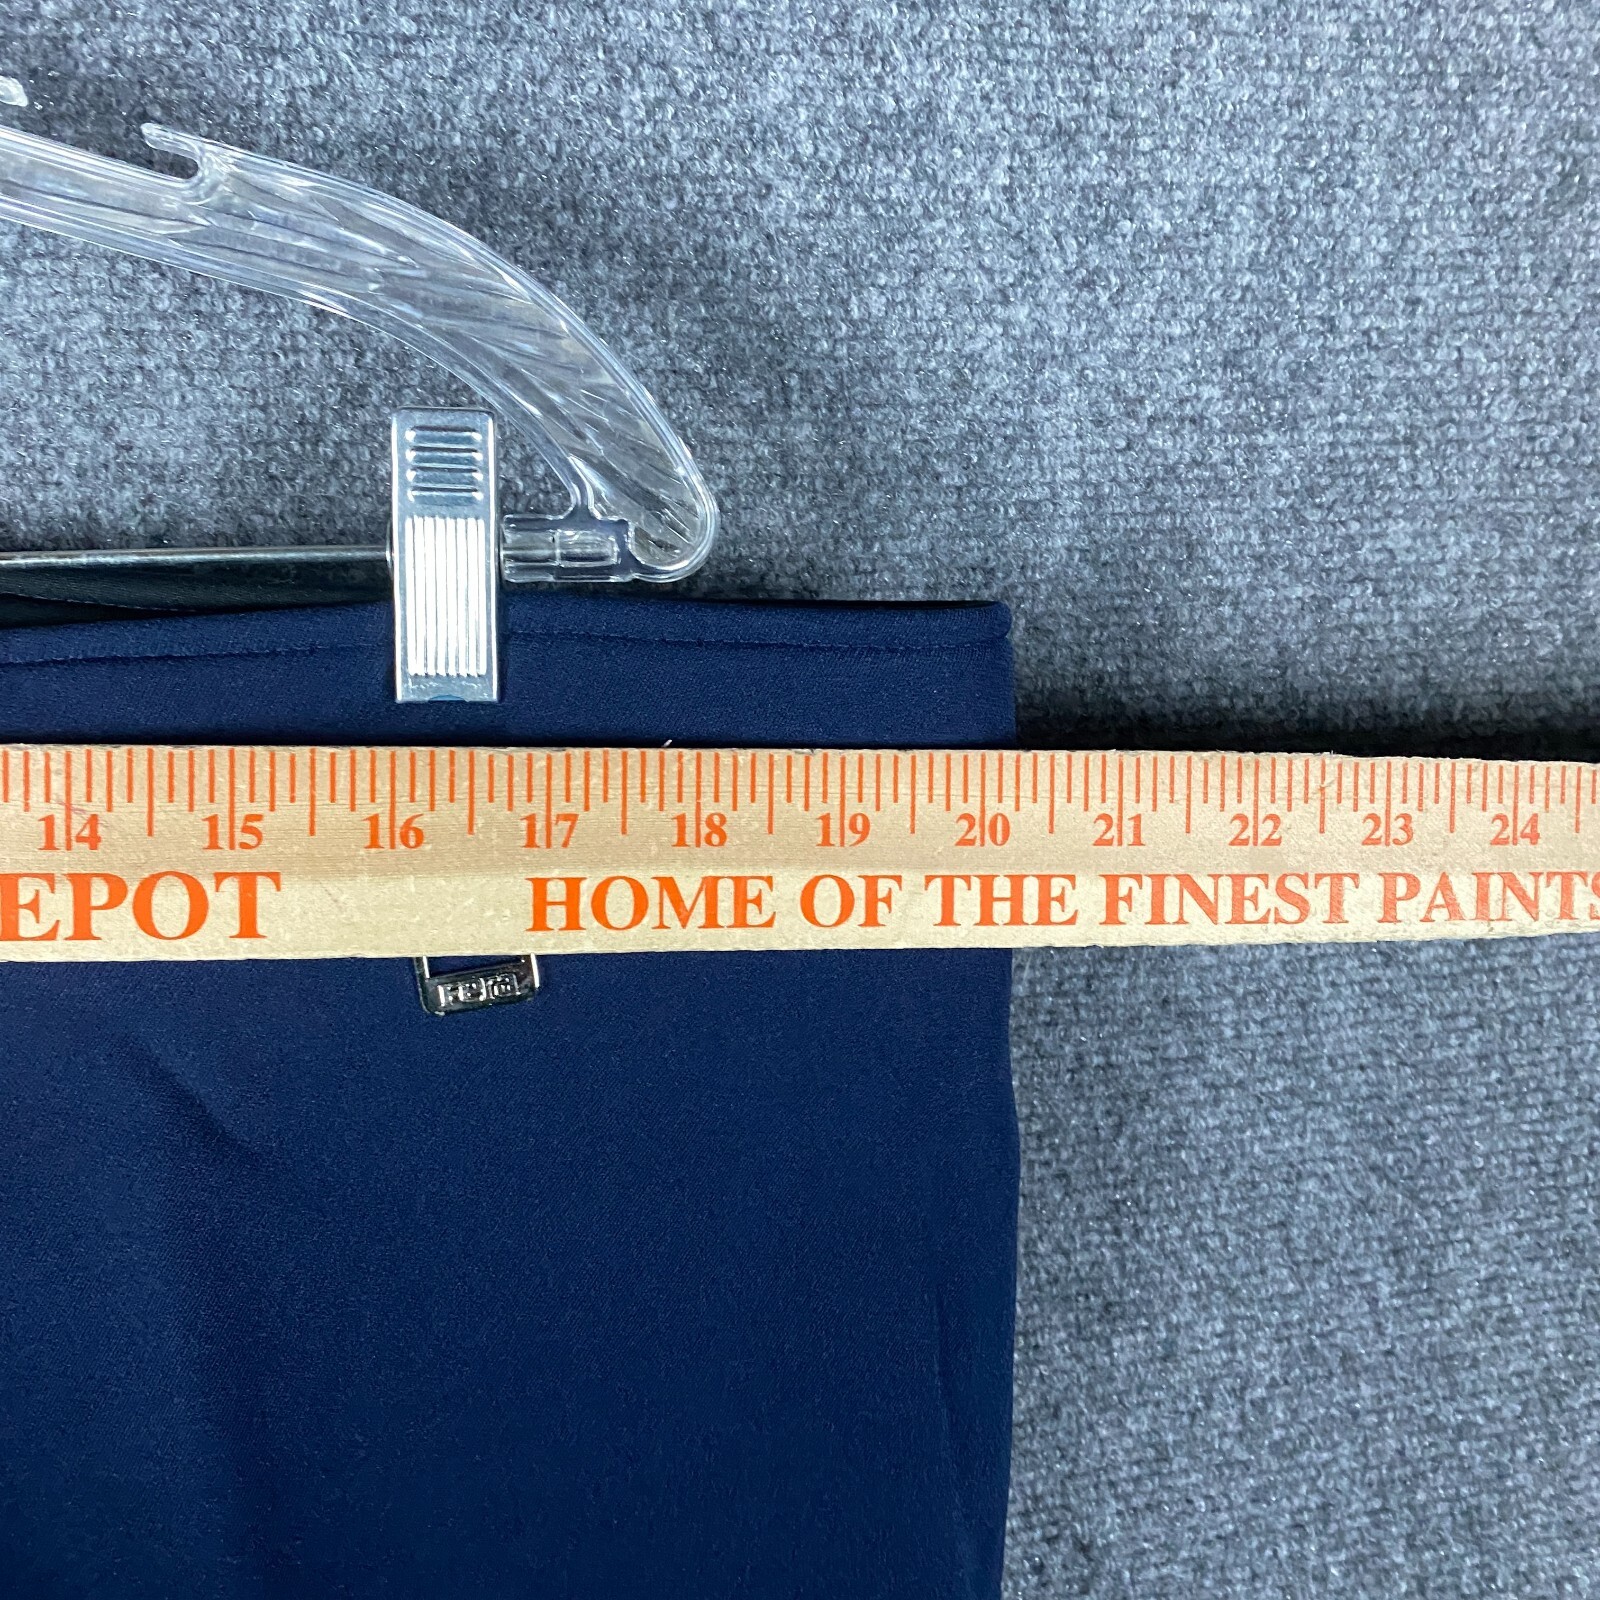 14 15 16 17 18 19 20 21 22 23 24
EPOT HOME OF THE FINEST PAINTS